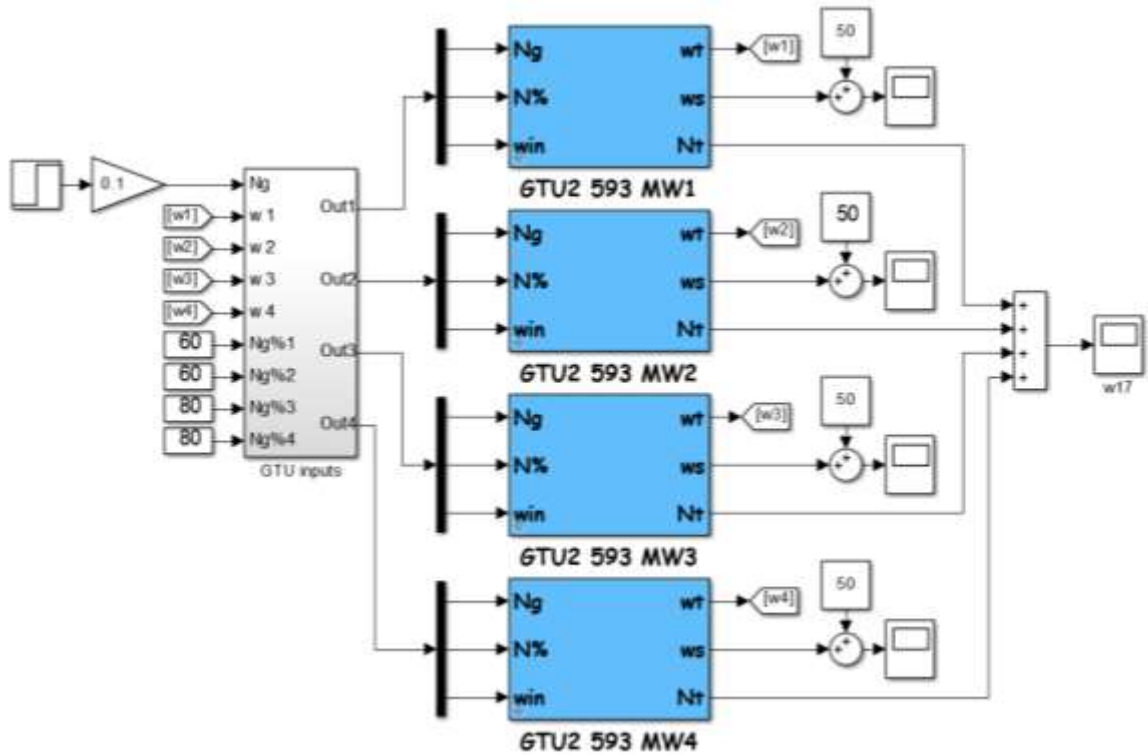 0.1
Ng
[w1]
w 1
[w2]
w 2
[w3]
w 3
[w4]
w 4
60
Ng%1
60
Ng%2
80
Ng%3
80
Ng%4
Out1
Out2
Out3
Out4
GTU inputs
Ng
N%
win
wt
ws
Nt
[w1]
50
GTU2 593 MW1
Ng
N%
win
wt
ws
Nt
[w2]
50
GTU2 593 MW2
Ng
N%
win
wt
ws
Nt
[w3]
50
GTU2 593 MW3
Ng
N%
win
wt
ws
Nt
[w4]
50
GTU2 593 MW4
w17